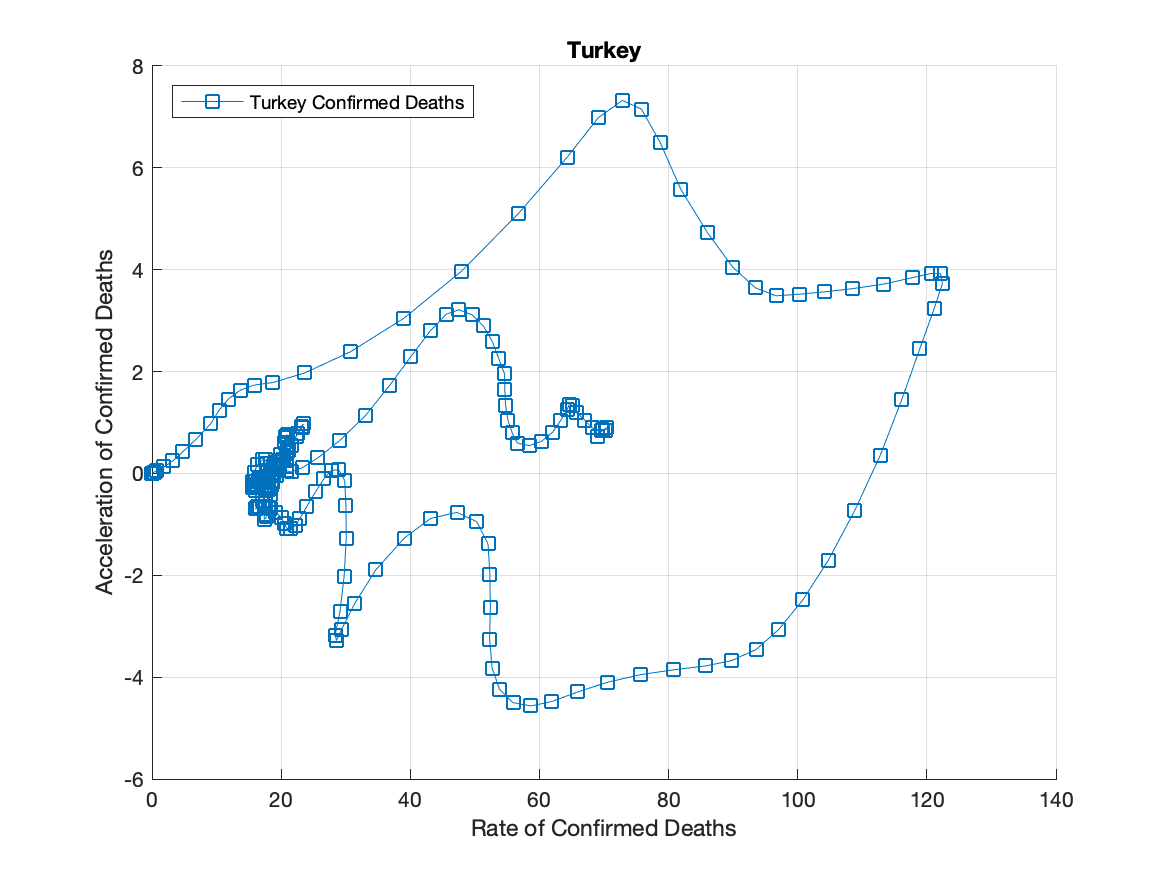 Turkey
Turkey Confirmed Deaths
8
6
4
2
0
-2
-4
-6
Acceleration of Confirmed Deaths
0 20 40 60 80 100 120 140
Rate of Confirmed Deaths